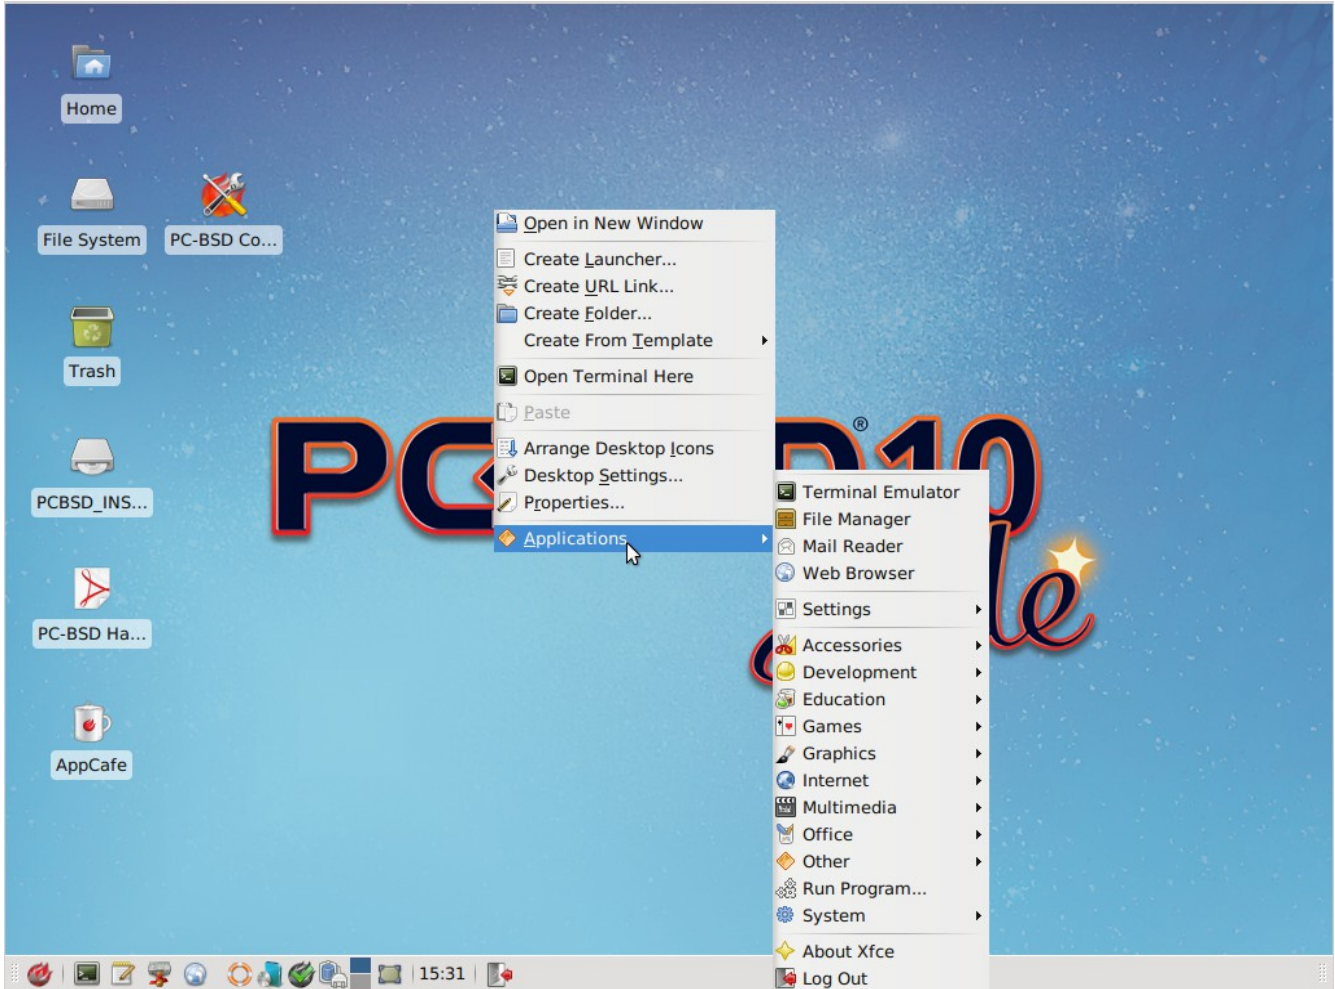 Home
File System
PC-BSD Co...
Trash
PCBSD_INS...
PC-BSD Ha...
AppCafe
Open in New Window
Create Launcher...
Create URL Link...
Create Folder...
Create From Template
Open Terminal Here
Paste
Arrange Desktop Icons
Desktop Settings...
Properties...
Applications
Terminal Emulator
File Manager
Mail Reader
Web Browser
Settings
Accessories
Development
Education
Games
Graphics
Internet
Multimedia
Office
Other
Run Program...
System
About Xfce
Log Out
®
15:31